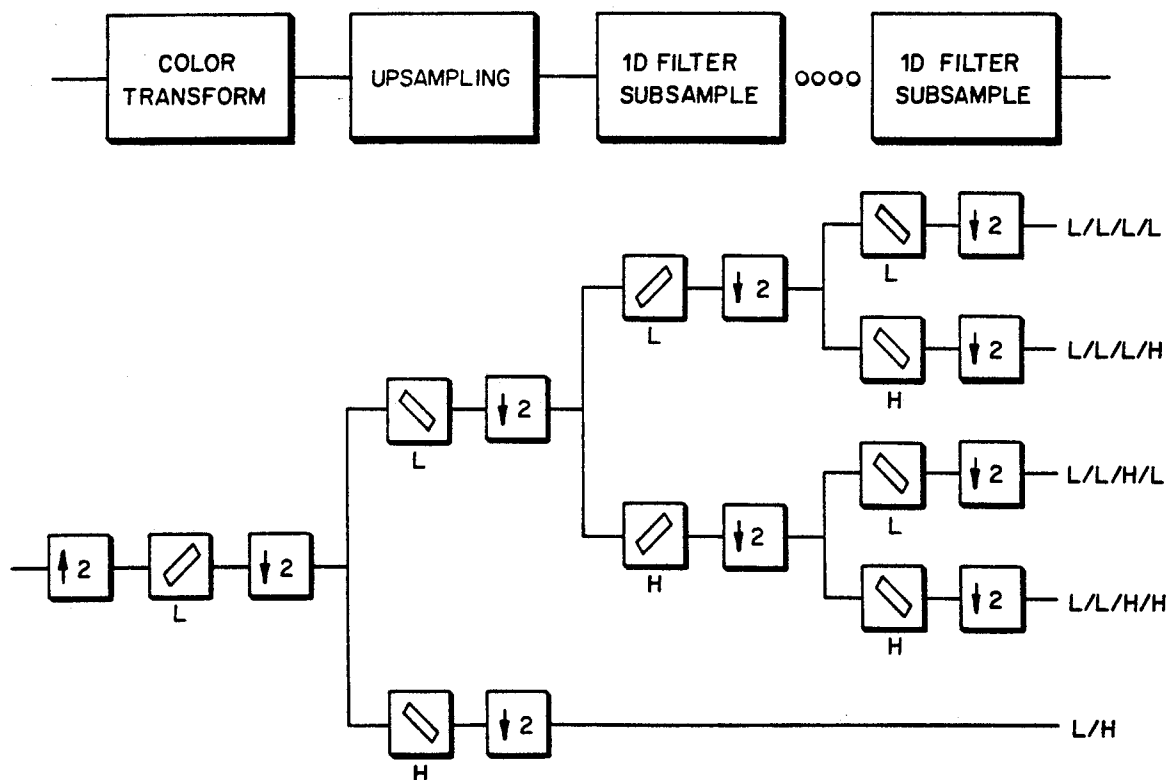 COLOR
TRANSFORM
UPSAMPLING
1D FILTER
SUBSAMPLE
1D FILTER
SUBSAMPLE
L
↓ 2
L/L/L/L
L
↓ 2
H
↓ 2
L/L/L/H
L
↓ 2
L
↓ 2
L/L/H/L
H
↓ 2
↑ 2
L
↓ 2
H
↓ 2
L/L/H/H
H
↓ 2
L/H